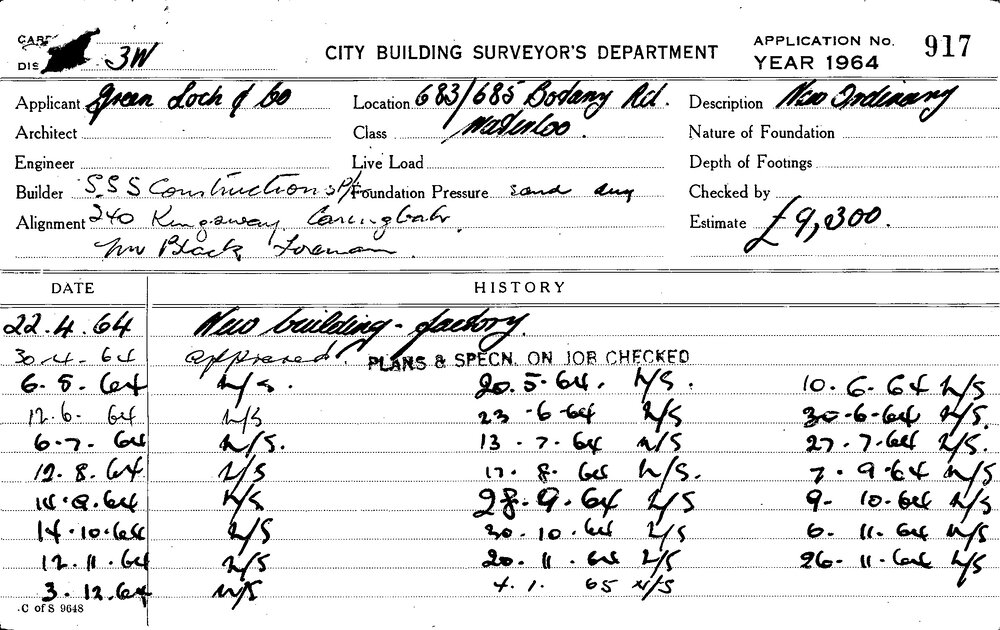 CARD
DIS 3W
CITY BUILDING SURVEYOR'S DEPARTMENT
APPLICATION No. 917
YEAR 1964
Applicant Green Loch & Co
Location 683/685 Botany Rd.
Description New Ordinary
Architect
Class Waterloo.
Nature of Foundation
Engineer
Live Load
Depth of Footings
Builder S.S.S Constructions P/L
Foundation Pressure sand dry
Checked by
Alignment 240 Kingsway Caringbah
Estimate £9,300.
Mr Black Foreman.
DATE HISTORY
22.4.64 New building - factory.
30-4-64 approved. PLANS & SPECN. ON JOB CHECKED
6.5.64 N/S. 20.5.64. N/S. 10.6.64 N/S.
12.6.64 N/S 23-6-64 N/S 30-6-64 N/S.
6.7.64 N/S. 13.7.64 N/S 27.7.64 N/S.
12.8.64 N/S 17.8.64 N/S. 7.9.64 N/S
14.9.64 N/S 28.9.64 N/S 9.10.64 N/S
14.10.64 N/S 30.10.64 N/S 6.11.64 N/S
12.11.64 N/S 20.11.64 N/S 26-11-64 N/S
3.12.64 N/S 4.1.65 N/S
C of S 9648